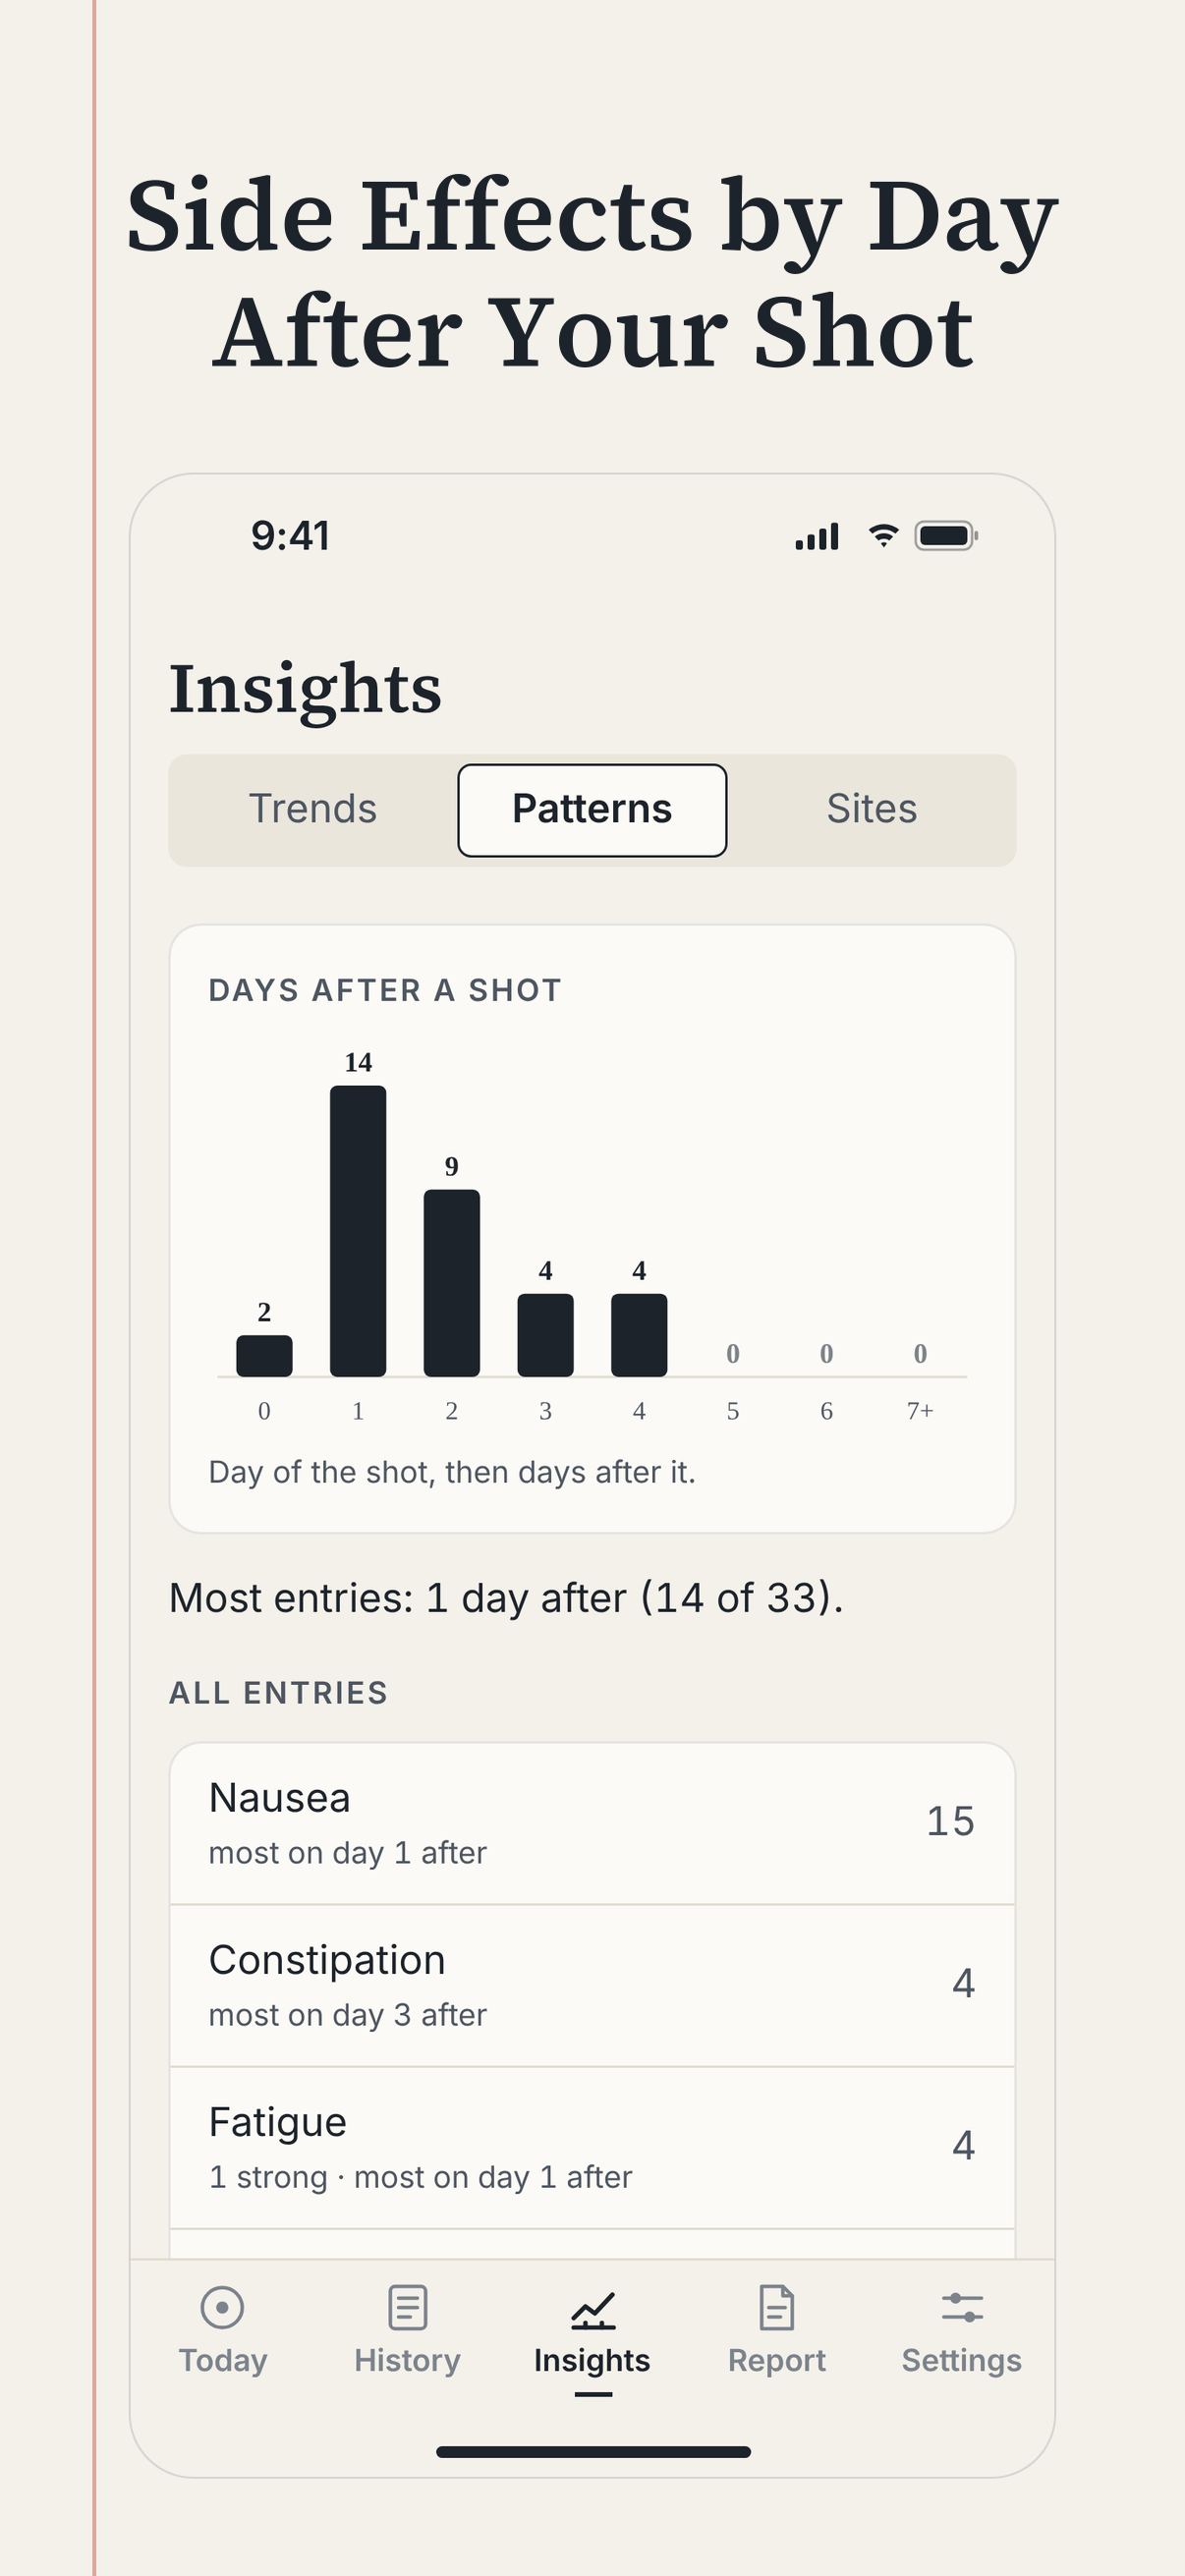 Side Effects by Day
After Your Shot
9:41
Insights
Trends Patterns Sites
DAYS AFTER A SHOT
14
9
4 4
2
0 0 0
0 1 2 3 4 5 6 7+
Day of the shot, then days after it.
Most entries: 1 day after (14 of 33).
ALL ENTRIES
Nausea
15
most on day 1 after
Constipation
4
most on day 3 after
Fatigue
4
1 strong · most on day 1 after
Today History Insights Report Settings